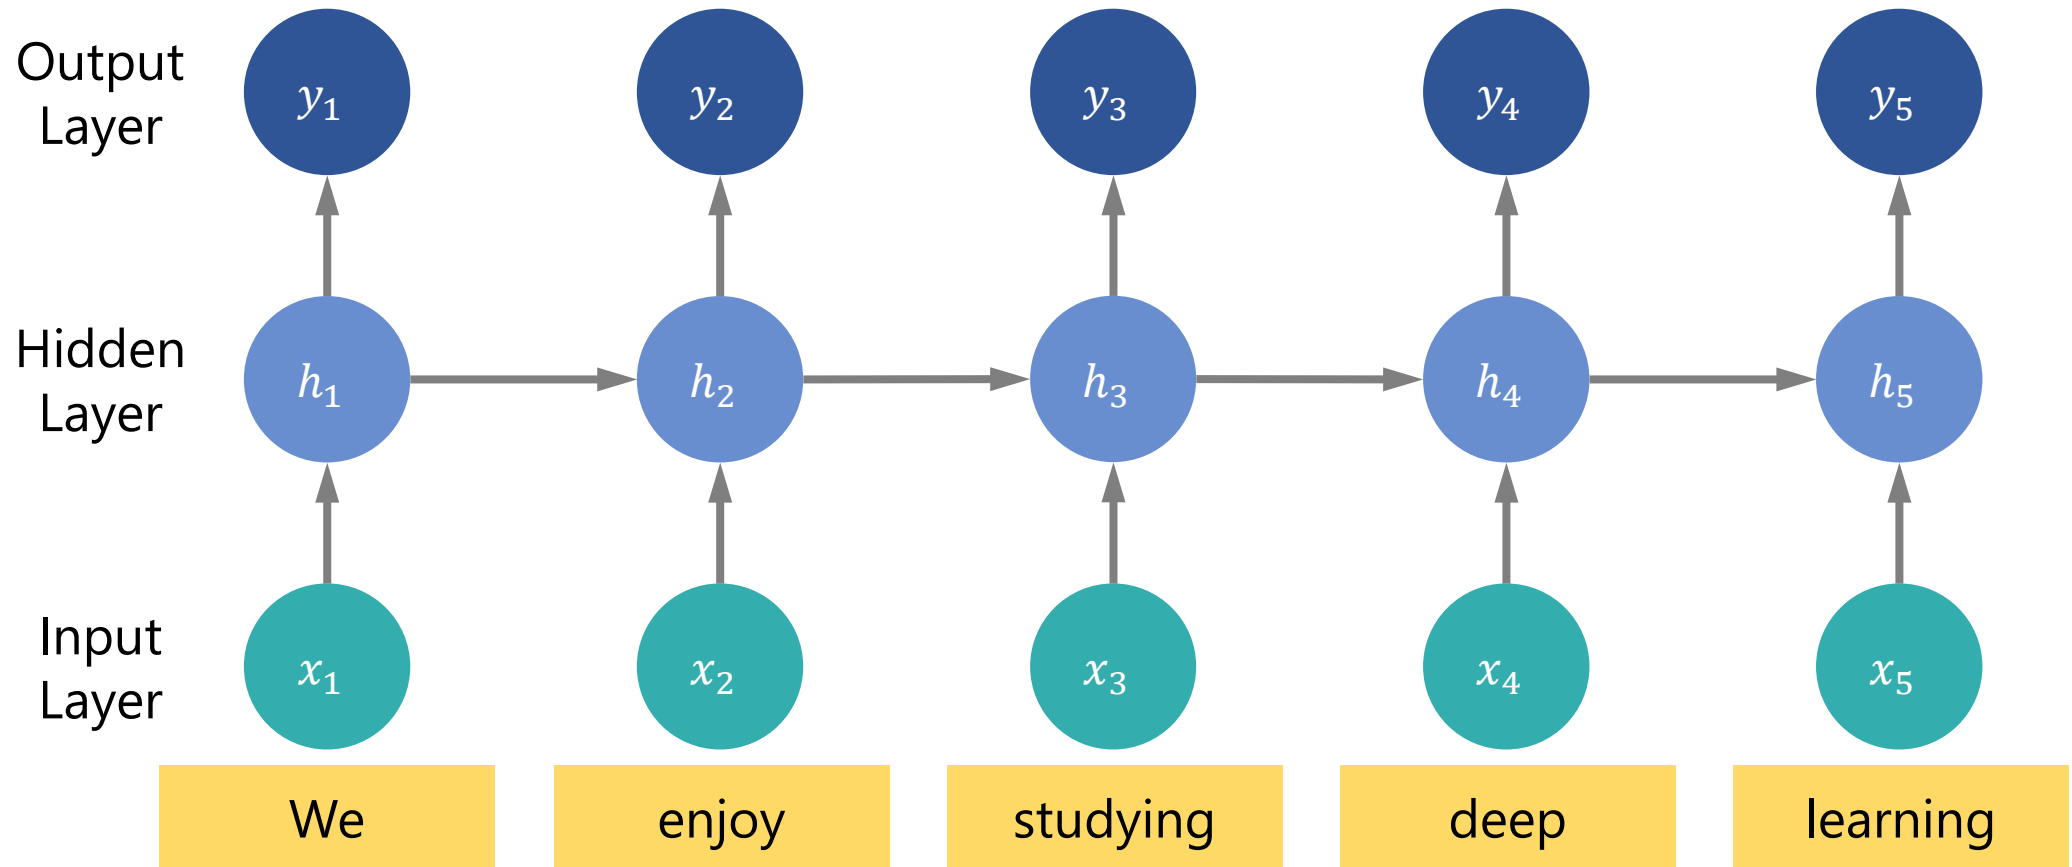 Output
Layer
y₁ y₂ y₃ y₄ y₅
Hidden
Layer
h₁ h₂ h₃ h₄ h₅
Input
Layer
x₁ x₂ x₃ x₄ x₅
We enjoy studying deep learning